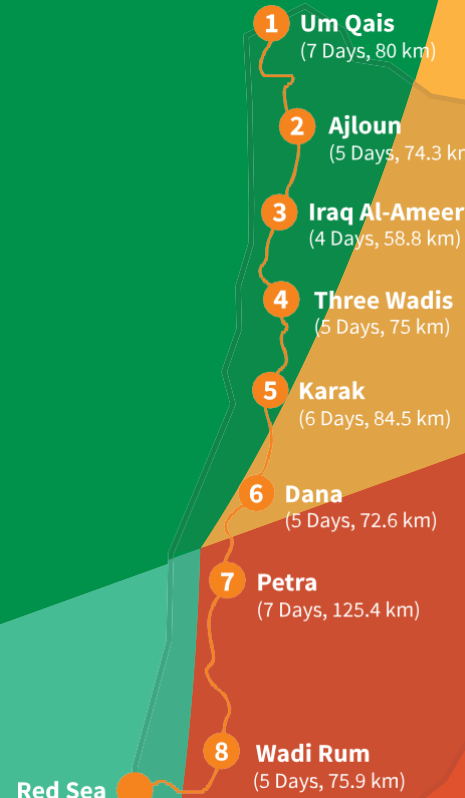 1 Um Qais
(7 Days, 80 km)
2 Ajloun
(5 Days, 74.3 k
3 Iraq Al-Ameer
(4 Days, 58.8 km)
4 Three Wadis
(5 Days, 75 km)
5 Karak
(6 Days, 84.5 km)
6 Dana
(5 Days, 72.6 km)
7 Petra
(7 Days, 125.4 km)
8 Wadi Rum
(5 Days, 75.9 km)
Red Sea